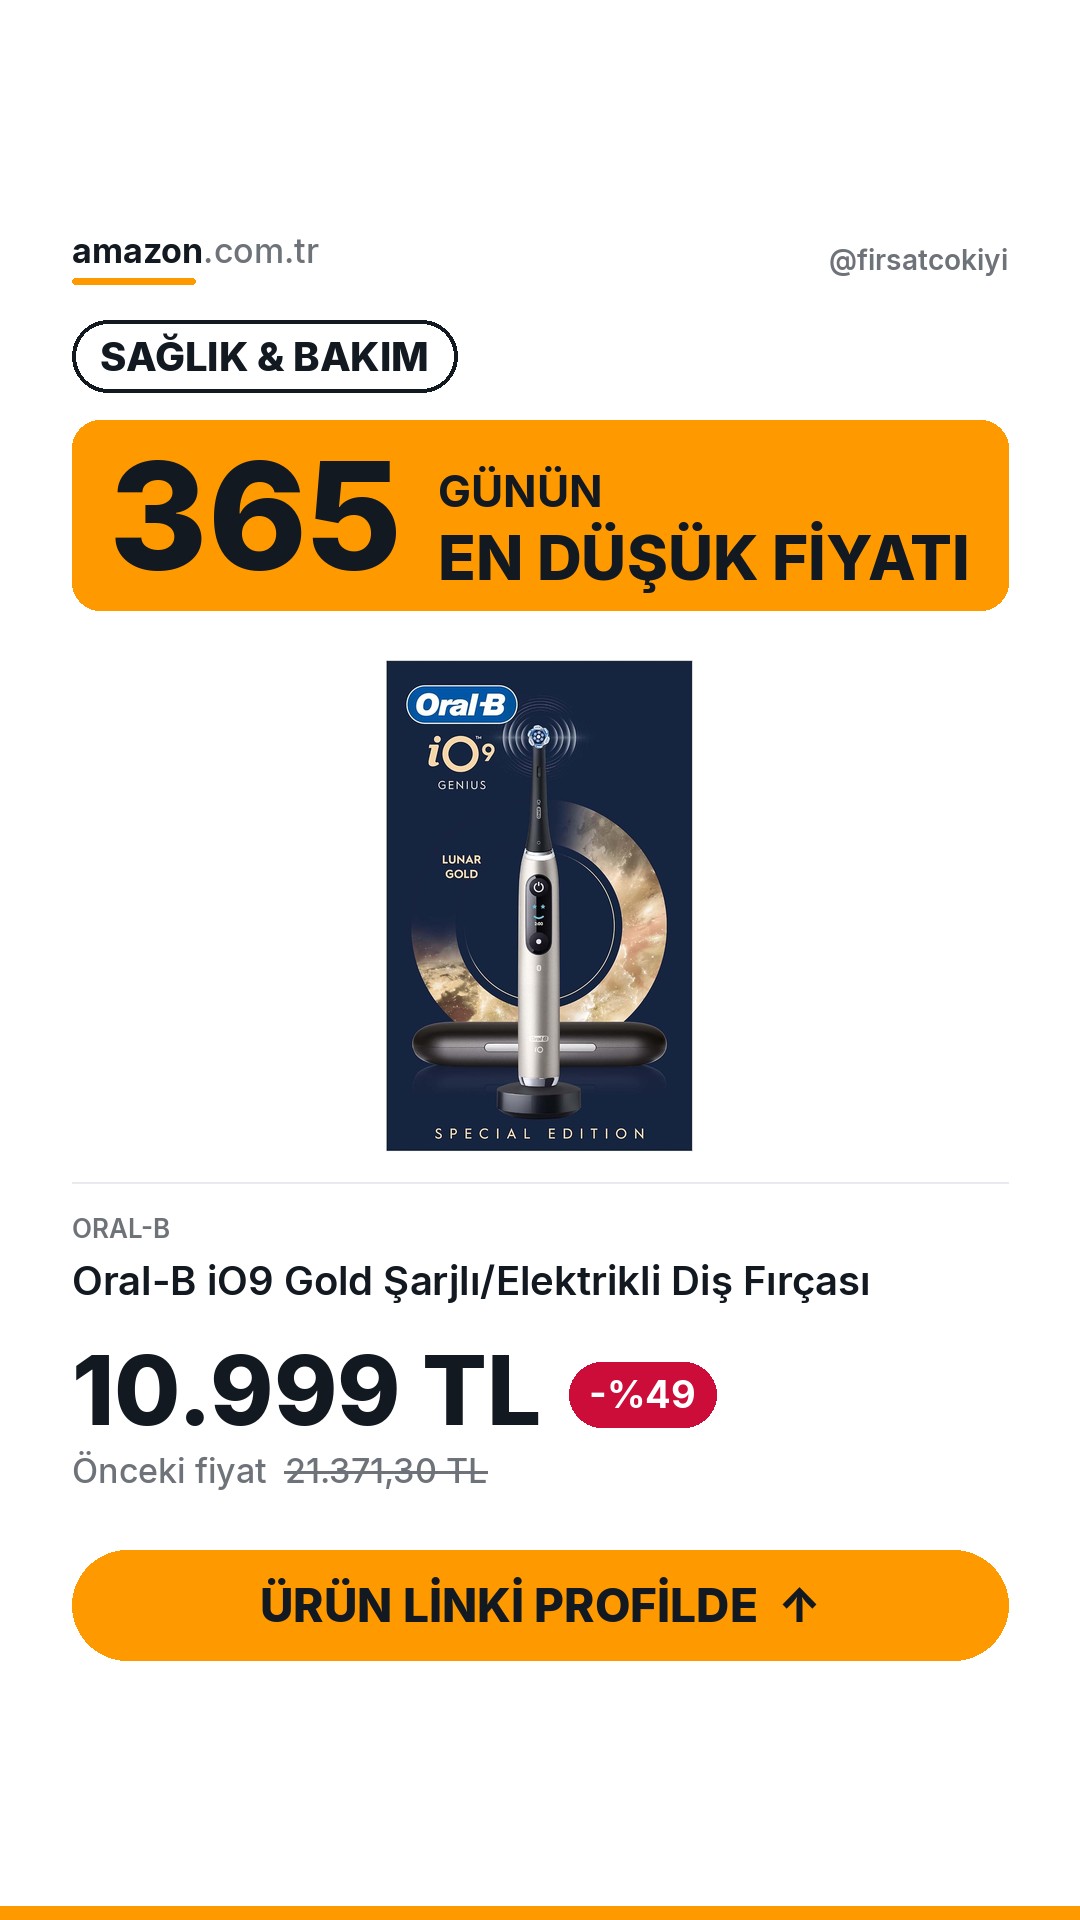 amazon.com.tr
@firsatcokiyi
SAĞLIK & BAKIM
365
GÜNÜN
EN DÜŞÜK FİYATI
Oral-B
iO™9
GENIUS
LUNAR
GOLD
SPECIAL EDITION
ORAL-B
Oral-B iO9 Gold Şarjlı/Elektrikli Diş Fırçası
10.999 TL -%49
Önceki fiyat 21.371,30 TL
ÜRÜN LİNKİ PROFİLDE ↑